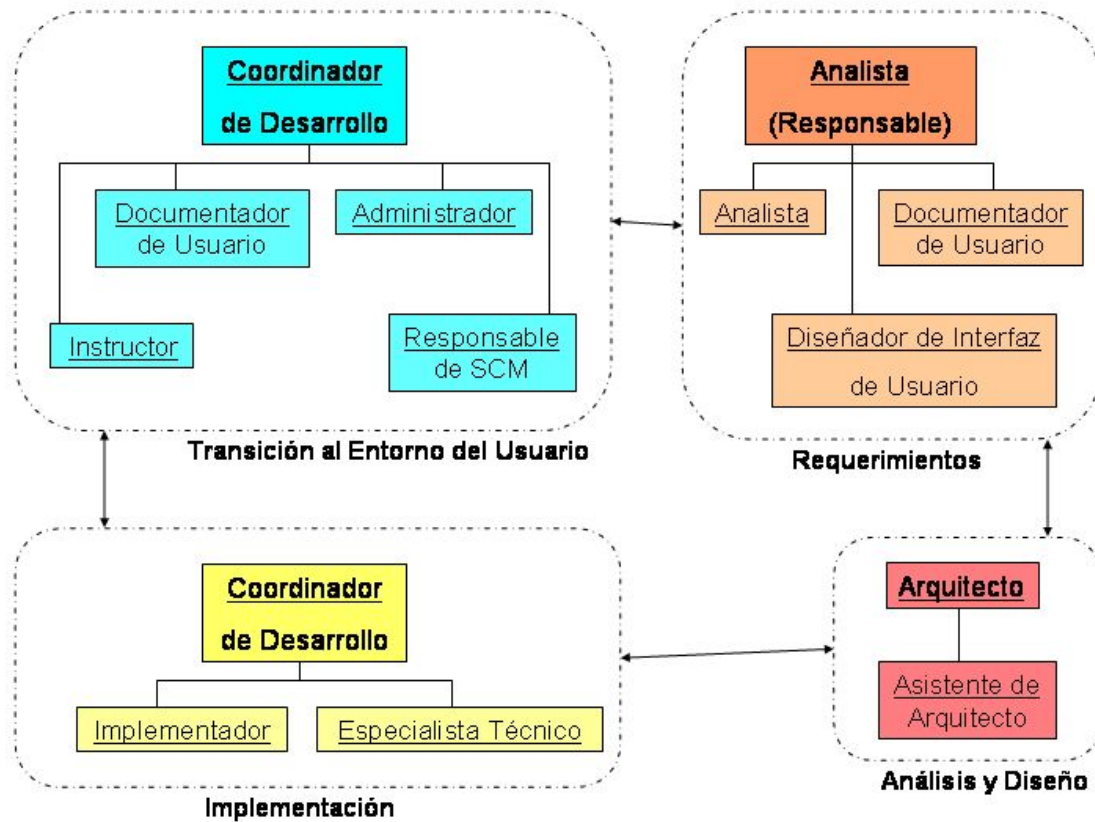 Coordinador
de Desarrollo
Documentador
de Usuario
Administrador
Instructor
Responsable
de SCM
Transición al Entorno del Usuario
Analista
(Responsable)
Analista
Documentador
de Usuario
Diseñador de Interfaz
de Usuario
Requerimientos
Coordinador
de Desarrollo
Implementador
Especialista Técnico
Implementación
Arquitecto
Asistente de
Arquitecto
Análisis y Diseño